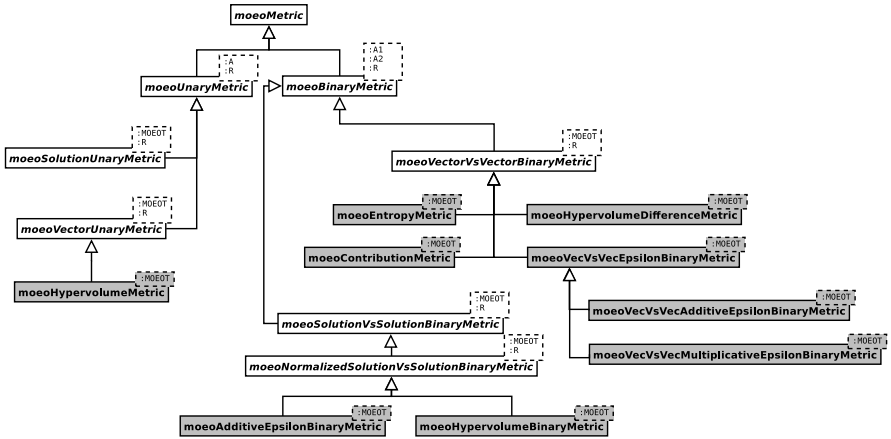 moeoMetric
:A
:R
moeoUnaryMetric
:A1
:A2
:R
moeoBinaryMetric
:MOEOT
:R
moeoSolutionUnaryMetric
:MOEOT
:R
moeoVectorVsVectorBinaryMetric
:MOEOT
:R
moeoVectorUnaryMetric
:MOEOT
moeoEntropyMetric
:MOEOT
moeoHypervolumeDifferenceMetric
:MOEOT
moeoContributionMetric
:MOEOT
moeoVecVsVecEpsilonBinaryMetric
:MOEOT
moeoHypervolumeMetric
:MOEOT
moeoVecVsVecAdditiveEpsilonBinaryMetric
:MOEOT
:R
moeoSolutionVsSolutionBinaryMetric
:MOEOT
moeoVecVsVecMultiplicativeEpsilonBinaryMetric
:MOEOT
:R
moeoNormalizedSolutionVsSolutionBinaryMetric
:MOEOT
moeoAdditiveEpsilonBinaryMetric
:MOEOT
moeoHypervolumeBinaryMetric